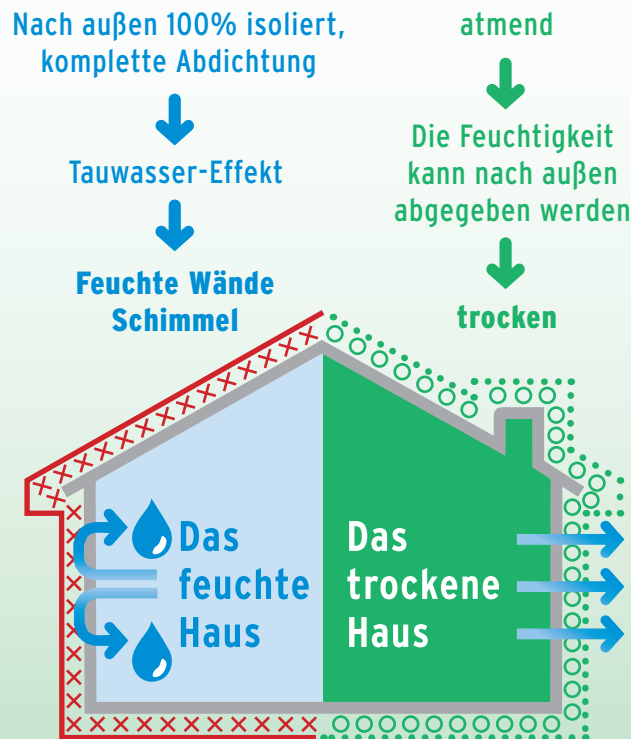 Nach außen 100% isoliert,
komplette Abdichtung
Tauwasser-Effekt
Feuchte Wände
Schimmel
atmend
Die Feuchtigkeit
kann nach außen
abgegeben werden
trocken
Das
feuchte
Haus
Das
trockene
Haus